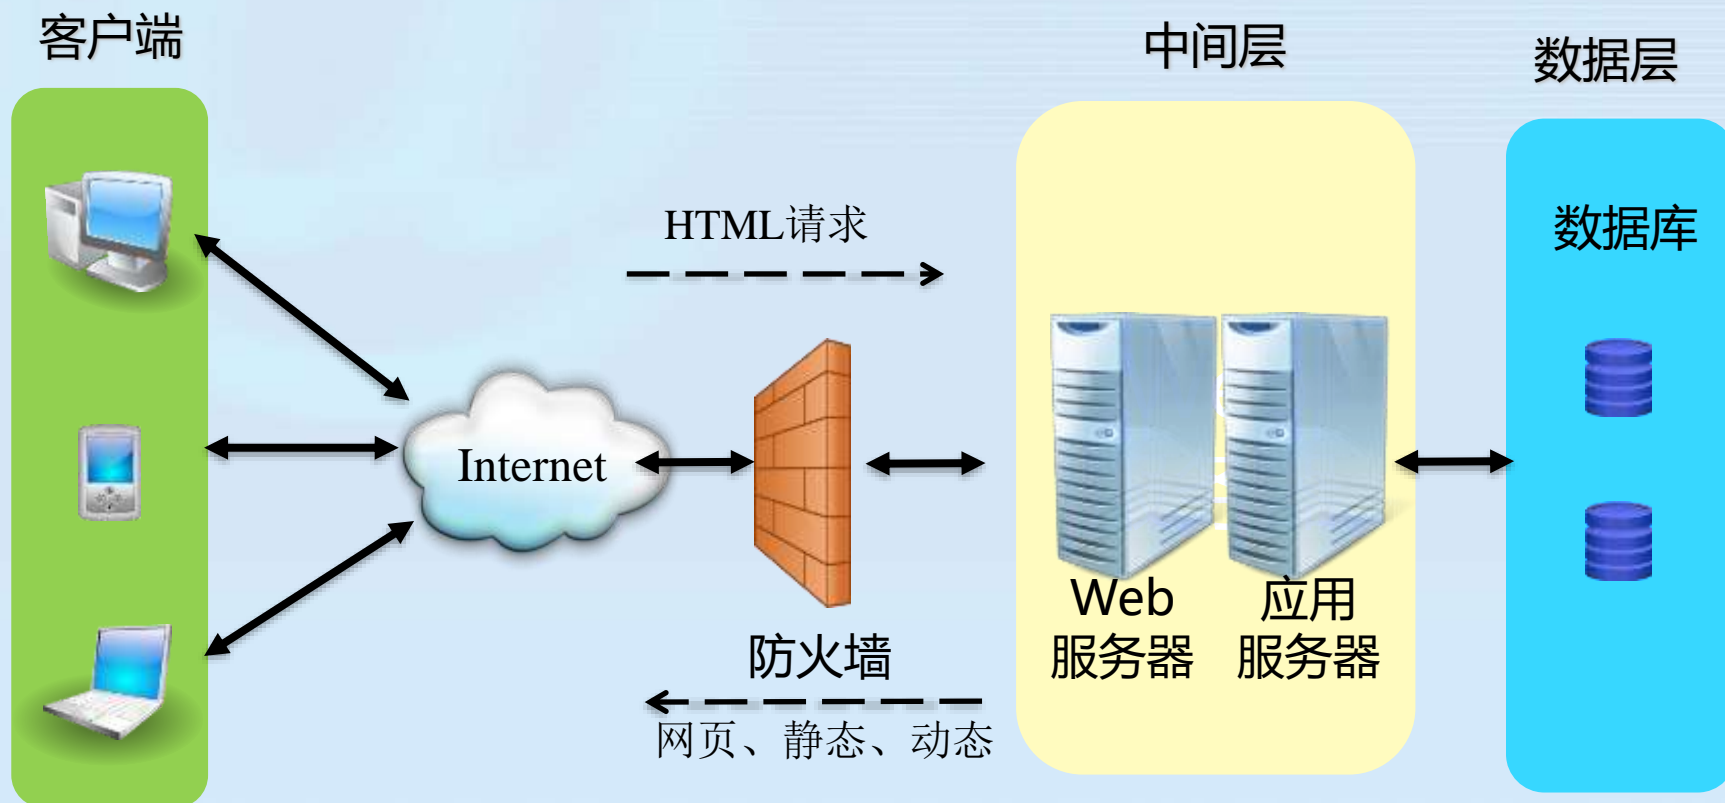 客户端
中间层
数据层
HTML请求
数据库
Internet
Web
服务器
应用
服务器
防火墙
网页、静态、动态